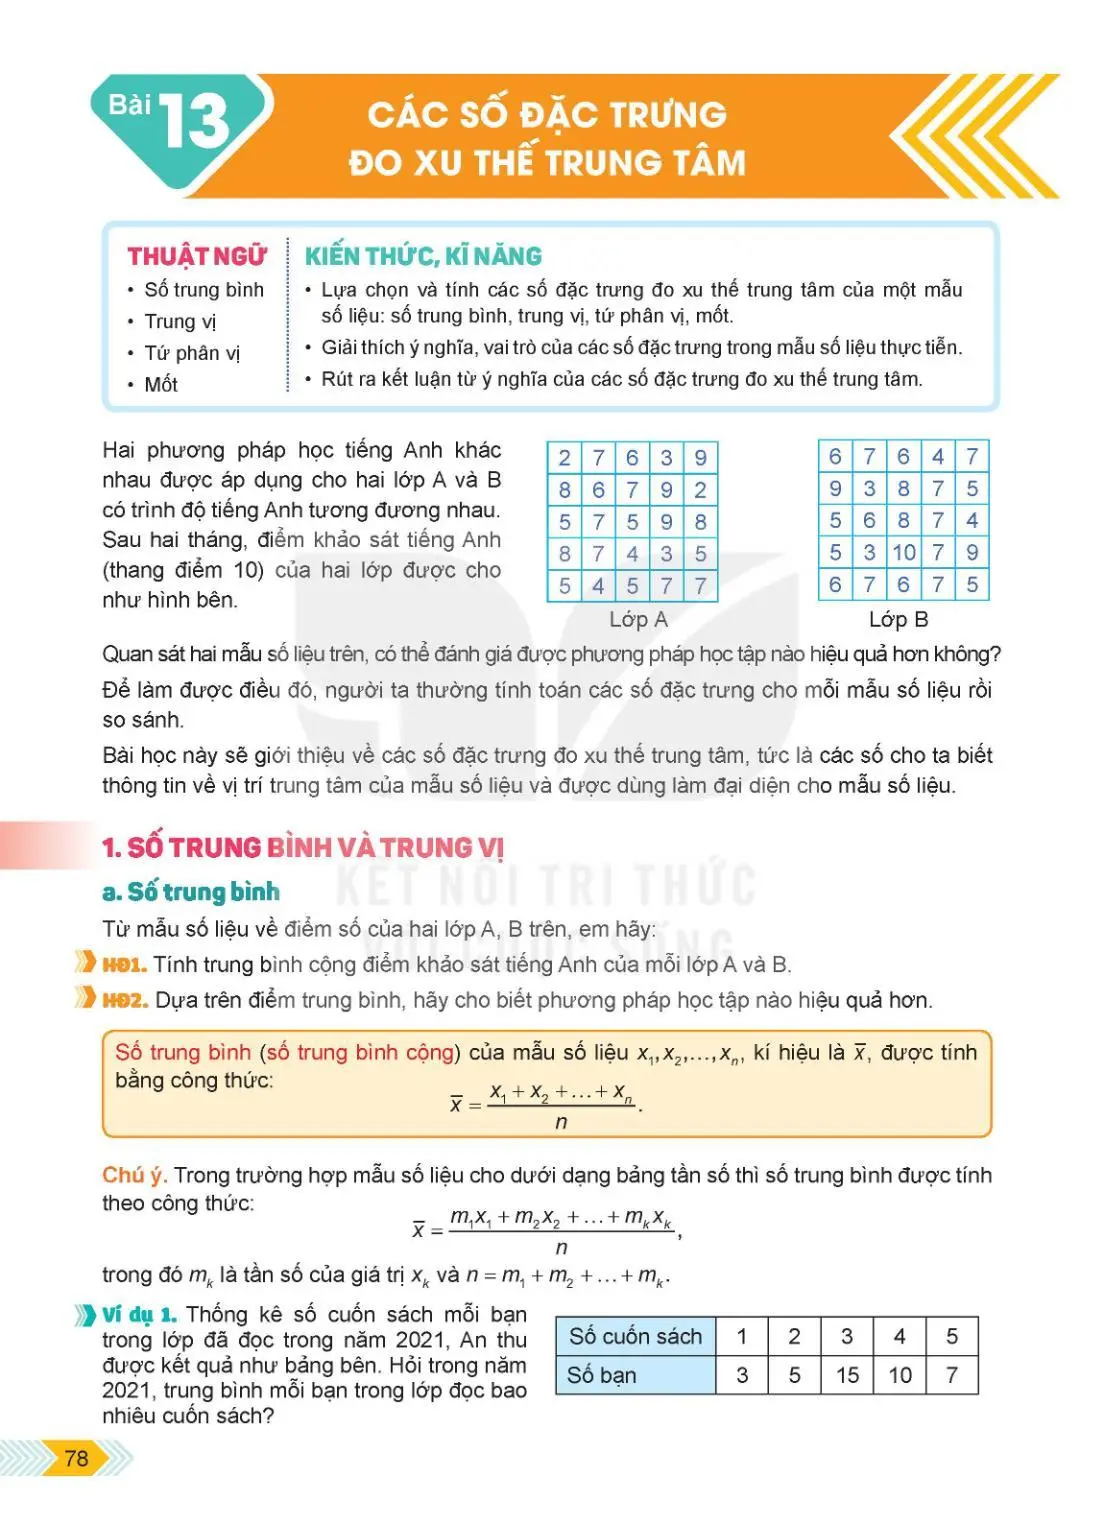 Bài 13
CÁC SỐ ĐẶC TRƯNG
ĐO XU THẾ TRUNG TÂM
THUẬT NGỮ
• Số trung bình
• Trung vị
• Tứ phân vị
• Mốt
KIẾN THỨC, KĨ NĂNG
• Lựa chọn và tính các số đặc trưng đo xu thế trung tâm của một mẫu
số liệu: số trung bình, trung vị, tứ phân vị, mốt.
• Giải thích ý nghĩa, vai trò của các số đặc trưng trong mẫu số liệu thực tiễn.
• Rút ra kết luận từ ý nghĩa của các số đặc trưng đo xu thế trung tâm.
Hai phương pháp học tiếng Anh khác
nhau được áp dụng cho hai lớp A và B
có trình độ tiếng Anh tương đương nhau.
Sau hai tháng, điểm khảo sát tiếng Anh
(thang điểm 10) của hai lớp được cho
như hình bên.
2 7 6 3 9
8 6 7 9 2
5 7 5 9 8
8 7 4 3 5
5 4 5 7 7
Lớp A
6 7 6 4 7
9 3 8 7 5
5 6 8 7 4
5 3 10 7 9
6 7 6 7 5
Lớp B
Quan sát hai mẫu số liệu trên, có thể đánh giá được phương pháp học tập nào hiệu quả hơn không?
Để làm được điều đó, người ta thường tính toán các số đặc trưng cho mỗi mẫu số liệu rồi
so sánh.
Bài học này sẽ giới thiệu về các số đặc trưng đo xu thế trung tâm, tức là các số cho ta biết
thông tin về vị trí trung tâm của mẫu số liệu và được dùng làm đại diện cho mẫu số liệu.
1. SỐ TRUNG BÌNH VÀ TRUNG VỊ
KẾT NỐI TRI THỨC
a. Số trung bình
Từ mẫu số liệu về điểm số của hai lớp A, B trên, em hãy:
VỚI CUỘC SỐNG
HĐ1. Tính trung bình cộng điểm khảo sát tiếng Anh của mỗi lớp A và B.
HĐ2. Dựa trên điểm trung bình, hãy cho biết phương pháp học tập nào hiệu quả hơn.
Số trung bình (số trung bình cộng) của mẫu số liệu x₁, x₂,…, xₙ, kí hiệu là x̅, được tính
bằng công thức:
x̅ = (x₁ + x₂ + … + xₙ) / n.
Chú ý. Trong trường hợp mẫu số liệu cho dưới dạng bảng tần số thì số trung bình được tính
theo công thức:
x̅ = (m₁x₁ + m₂x₂ + … + mₖxₖ) / n,
trong đó mₖ là tần số của giá trị xₖ và n = m₁ + m₂ + … + mₖ.
Ví dụ 1. Thống kê số cuốn sách mỗi bạn
trong lớp đã đọc trong năm 2021, An thu
được kết quả như bảng bên. Hỏi trong năm
2021, trung bình mỗi bạn trong lớp đọc bao
nhiêu cuốn sách?
Số cuốn sách 1 2 3 4 5
Số bạn 3 5 15 10 7
78